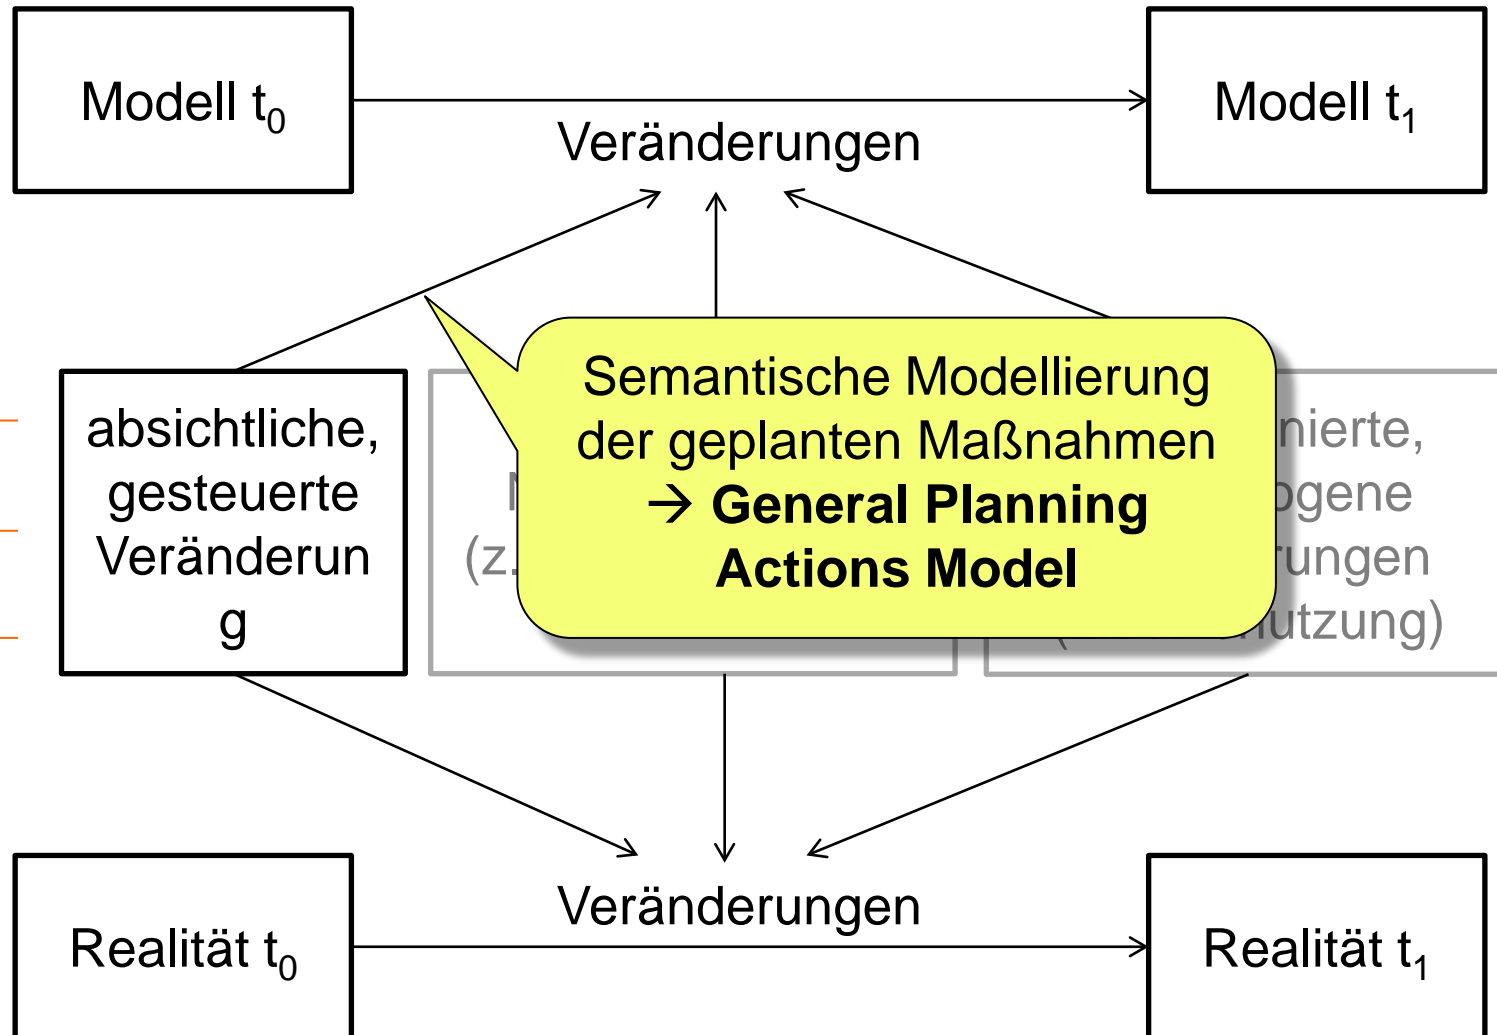 Modell t₀
Modell t₁
Veränderungen
absichtliche,
gesteuerte
Veränderun
g
(z.
Semantische Modellierung
der geplanten Maßnahmen
→ General Planning
Actions Model
nierte,
ogene
rungen
utzung)
Veränderungen
Realität t₀
Realität t₁